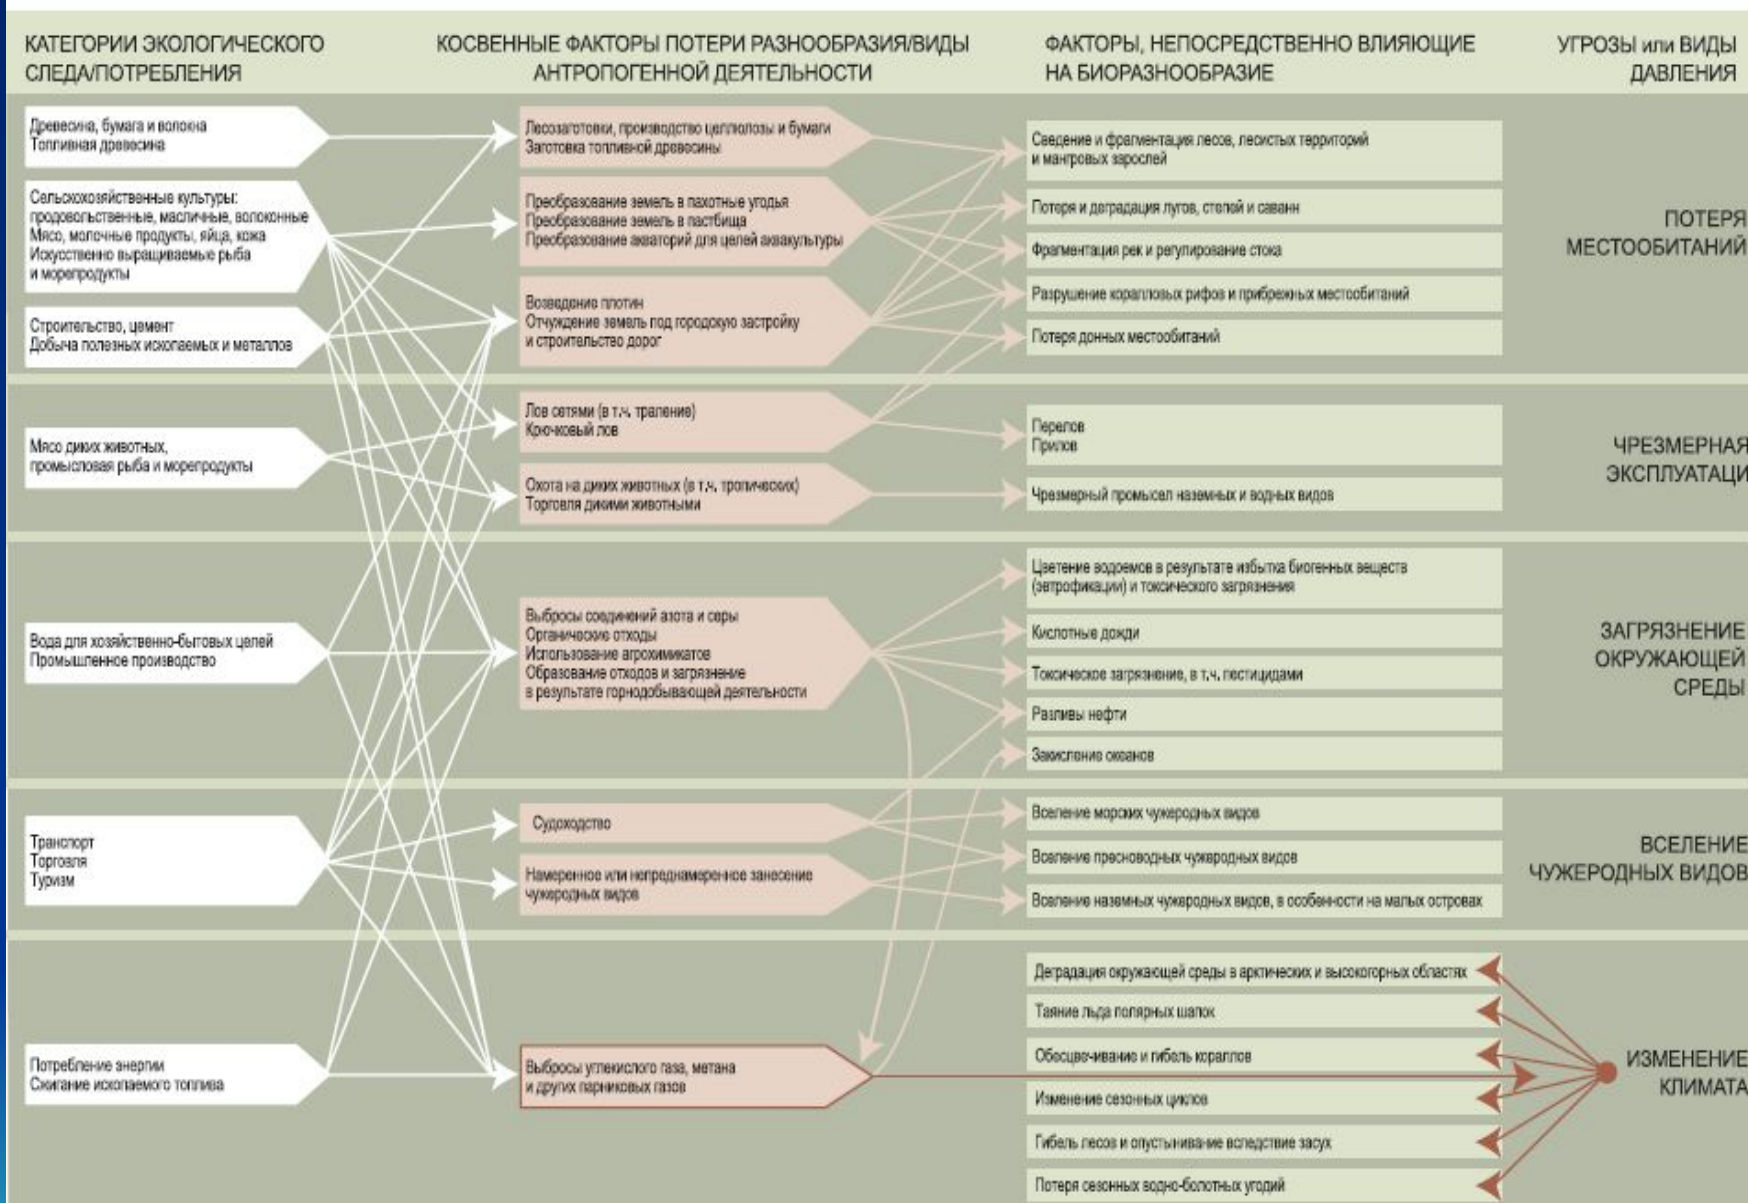 КАТЕГОРИИ ЭКОЛОГИЧЕСКОГО
СЛЕДА/ПОТРЕБЛЕНИЯ
КОСВЕННЫЕ ФАКТОРЫ ПОТЕРИ РАЗНООБРАЗИЯ/ВИДЫ
АНТРОПОГЕННОЙ ДЕЯТЕЛЬНОСТИ
ФАКТОРЫ, НЕПОСРЕДСТВЕННО ВЛИЯЮЩИЕ
НА БИОРАЗНООБРАЗИЕ
УГРОЗЫ или ВИДЫ
ДАВЛЕНИЯ
Древесина, бумага и волокна
Топливная древесина
Сельскохозяйственные культуры:
продовольственные, масличные, волоконные
Мясо, молочные продукты, яйца, кожа
Искусственно выращиваемые рыба
и морепродукты
Строительство, цемент
Добыча полезных ископаемых и металлов
Лесозаготовки, производство целлюлозы и бумаги
Заготовка топливной древесины
Преобразование земель в пахотные угодья
Преобразование земель в пастбища
Преобразование акваторий для целей аквакультуры
Возведение плотин
Отчуждение земель под городскую застройку
и строительство дорог
Сведение и фрагментация лесов, лесистых территорий
и мангровых зарослей
Потеря и деградация лугов, степей и саванн
Фрагментация рек и регулирование стока
Разрушение коралловых рифов и прибрежных местообитаний
Потеря донных местообитаний
ПОТЕРЯ
МЕСТООБИТАНИЙ
Мясо диких животных,
промысловая рыба и морепродукты
Лов сетями (в т.ч. траление)
Крючковый лов
Охота на диких животных (в т.ч. тропических)
Торговля дикими животными
Перелов
Прилов
Чрезмерный промысел наземных и водных видов
ЧРЕЗМЕРНАЯ
ЭКСПЛУАТАЦИ
Вода для хозяйственно-бытовых целей
Промышленное производство
Выбросы соединений азота и серы
Органические отходы
Использование агрохимикатов
Образование отходов и загрязнение
в результате горнодобывающей деятельности
Цветение водоемов в результате избытка биогенных веществ
(эвтрофикации) и токсического загрязнения
Кислотные дожди
Токсическое загрязнение, в т.ч. пестицидами
Разливы нефти
Закисление океанов
ЗАГРЯЗНЕНИЕ
ОКРУЖАЮЩЕЙ
СРЕДЫ
Транспорт
Торговля
Туризм
Судоходство
Намеренное или непреднамеренное занесение
чужеродных видов
Вселение морских чужеродных видов
Вселение пресноводных чужеродных видов
Вселение наземных чужеродных видов, в особенности на малых островах
ВСЕЛЕНИЕ
ЧУЖЕРОДНЫХ ВИДОВ
Потребление энергии
Сжигание ископаемого топлива
Выбросы углекислого газа, метана
и других парниковых газов
Деградация окружающей среды в арктических и высокогорных областях
Таяние льда полярных шапок
Обесцвечивание и гибель кораллов
Изменение сезонных циклов
Гибель лесов и опустынивание вследствие засух
Потеря сезонных водно-болотных угодий
ИЗМЕНЕНИЕ
КЛИМАТА